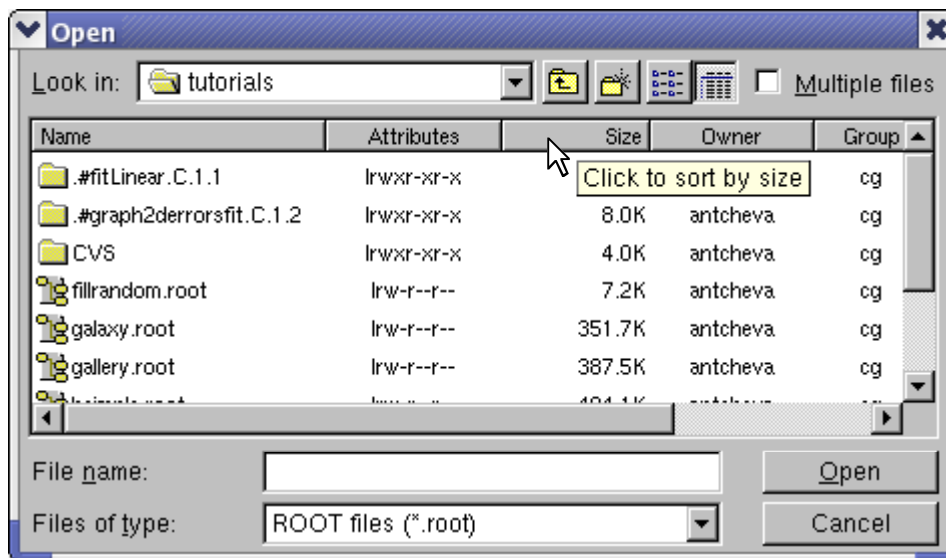 Open
Look in: tutorials Multiple files
Name Attributes Size Owner Group
.#fitLinear.C.1.1 lrwxr-xr-x Click to sort by size cg
.#graph2derrorsfit.C.1.2 lrwxr-xr-x 8.0K antcheva cg
CVS lrwxr-xr-x 4.0K antcheva cg
fillrandom.root lrw-r--r-- 7.2K antcheva cg
galaxy.root lrw-r--r-- 351.7K antcheva cg
gallery.root lrw-r--r-- 387.5K antcheva cg
File name: Open
Files of type: ROOT files (*.root) Cancel